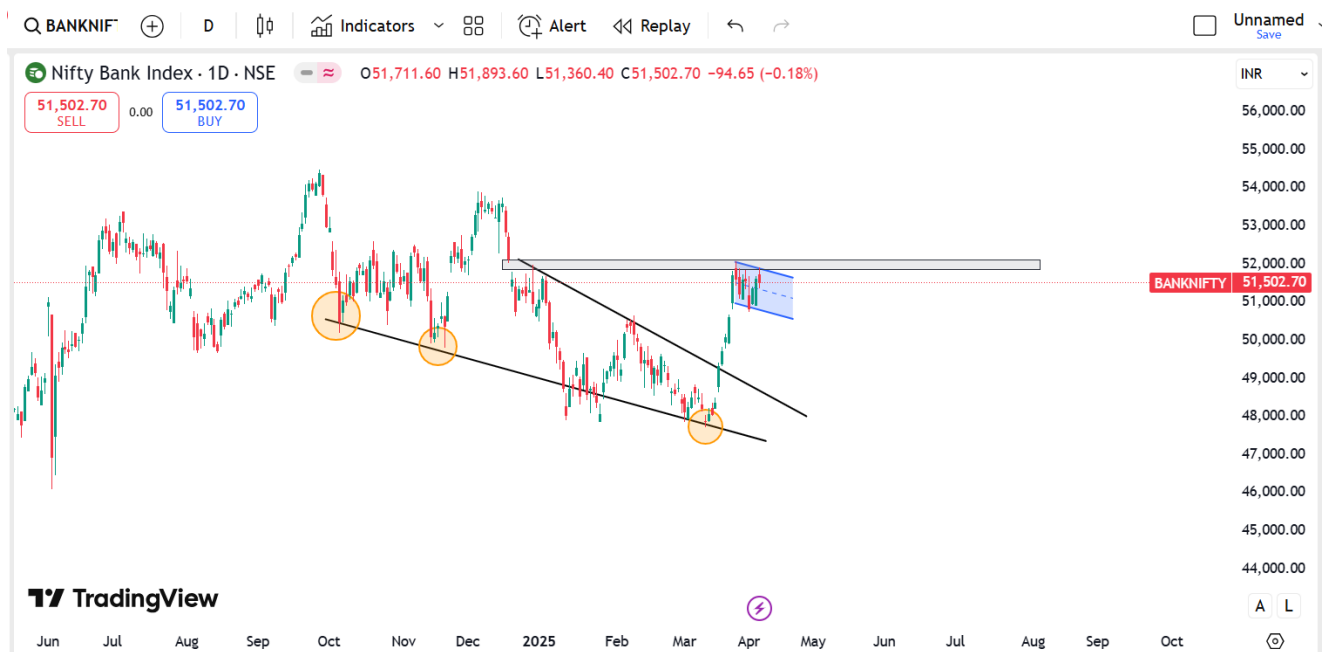 BANKNIF
D
Indicators
Alert
Replay
Unnamed
Save
Nifty Bank Index · 1D · NSE
O51,711.60 H51,893.60 L51,360.40 C51,502.70 −94.65 (−0.18%)
INR
51,502.70
SELL
0.00
51,502.70
BUY
56,000.00
55,000.00
54,000.00
53,000.00
52,000.00
BANKNIFTY 51,502.70
51,000.00
50,000.00
49,000.00
48,000.00
47,000.00
46,000.00
45,000.00
44,000.00
TradingView
A L
Jun Jul Aug Sep Oct Nov Dec 2025 Feb Mar Apr May Jun Jul Aug Sep Oct